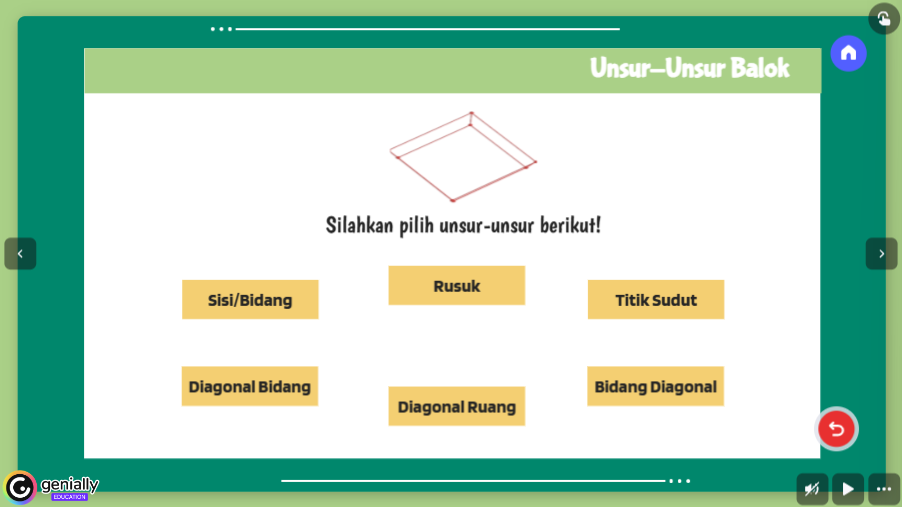 Unsur-Unsur Balok
Silahkan pilih unsur-unsur berikut!
Sisi/Bidang
Rusuk
Titik Sudut
Diagonal Bidang
Diagonal Ruang
Bidang Diagonal
genially
EDUCATION